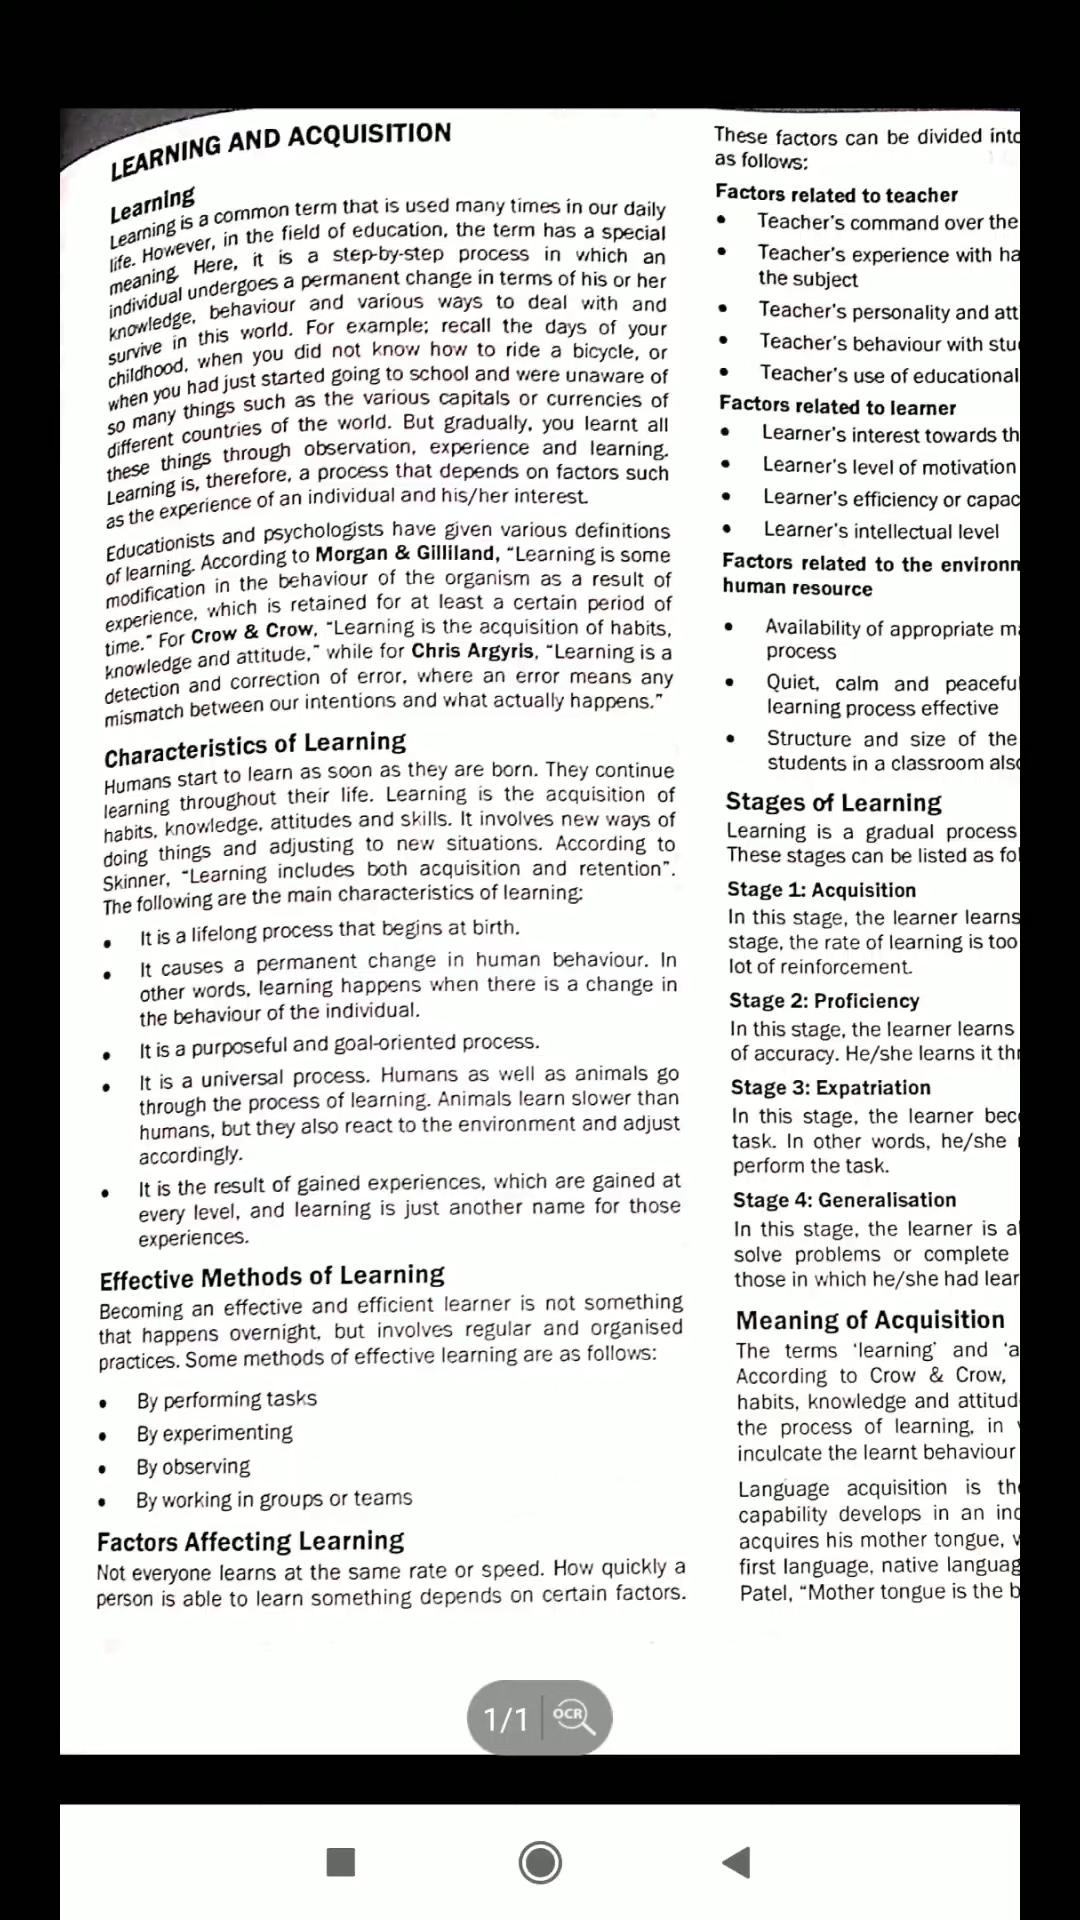 LEARNING AND ACQUISITION
Learning
Learning is a common term that is used many times in our daily
life. However, in the field of education, the term has a special
meaning. Here, it is a step-by-step process in which an
individual undergoes a permanent change in terms of his or her
knowledge, behaviour and various ways to deal with and
survive in this world. For example: recall the days of your
childhood, when you did not know how to ride a bicycle, or
when you had just started going to school and were unaware of
so many things such as the various capitals or currencies of
different countries of the world. But gradually, you learnt all
these things through observation, experience and learning.
Learning is, therefore, a process that depends on factors such
as the experience of an individual and his/her interest.
Educationists and psychologists have given various definitions
of learning. According to Morgan & Gilliland, "Learning is some
modification in the behaviour of the organism as a result of
experience, which is retained for at least a certain period of
time." For Crow & Crow, "Learning is the acquisition of habits,
knowledge and attitude," while for Chris Argyris, "Learning is a
detection and correction of error, where an error means any
mismatch between our intentions and what actually happens."
Characteristics of Learning
Humans start to learn as soon as they are born. They continue
learning throughout their life. Learning is the acquisition of
habits, knowledge, attitudes and skills. It involves new ways of
doing things and adjusting to new situations. According to
Skinner, "Learning includes both acquisition and retention".
The following are the main characteristics of learning:
• It is a lifelong process that begins at birth.
• It causes a permanent change in human behaviour. In
other words, learning happens when there is a change in
the behaviour of the individual.
• It is a purposeful and goal-oriented process.
• It is a universal process. Humans as well as animals go
through the process of learning. Animals learn slower than
humans, but they also react to the environment and adjust
accordingly.
• It is the result of gained experiences, which are gained at
every level, and learning is just another name for those
experiences.
Effective Methods of Learning
Becoming an effective and efficient learner is not something
that happens overnight, but involves regular and organised
practices. Some methods of effective learning are as follows:
• By performing tasks
• By experimenting
• By observing
• By working in groups or teams
Factors Affecting Learning
Not everyone learns at the same rate or speed. How quickly a
person is able to learn something depends on certain factors.
These factors can be divided into
as follows:
Factors related to teacher
• Teacher's command over the
• Teacher's experience with
the subject
• Teacher's personality and
• Teacher's behaviour with
• Teacher's use of educational
Factors related to learner
• Learner's interest towards
• Learner's level of motivation
• Learner's efficiency or
• Learner's intellectual level
Factors related to the
human resource
• Availability of appropriate
process
• Quiet, calm and
learning process effective
• Structure and size of the
students in a classroom
Stages of Learning
Learning is a gradual process
These stages can be listed as
Stage 1: Acquisition
In this stage, the learner learns
stage, the rate of learning is too
lot of reinforcement.
Stage 2: Proficiency
In this stage, the learner learns
of accuracy. He/she learns it
Stage 3: Expatriation
In this stage, the learner
task. In other words, he/she
perform the task.
Stage 4: Generalisation
In this stage, the learner is
solve problems or complete
those in which he/she had
Meaning of Acquisition
The terms 'learning' and
According to Crow & Crow,
habits, knowledge and
the process of learning, in
inculcate the learnt behaviour
Language acquisition is
capability develops in an
acquires his mother tongue,
first language, native
Patel, "Mother tongue is the
1/1 OCR